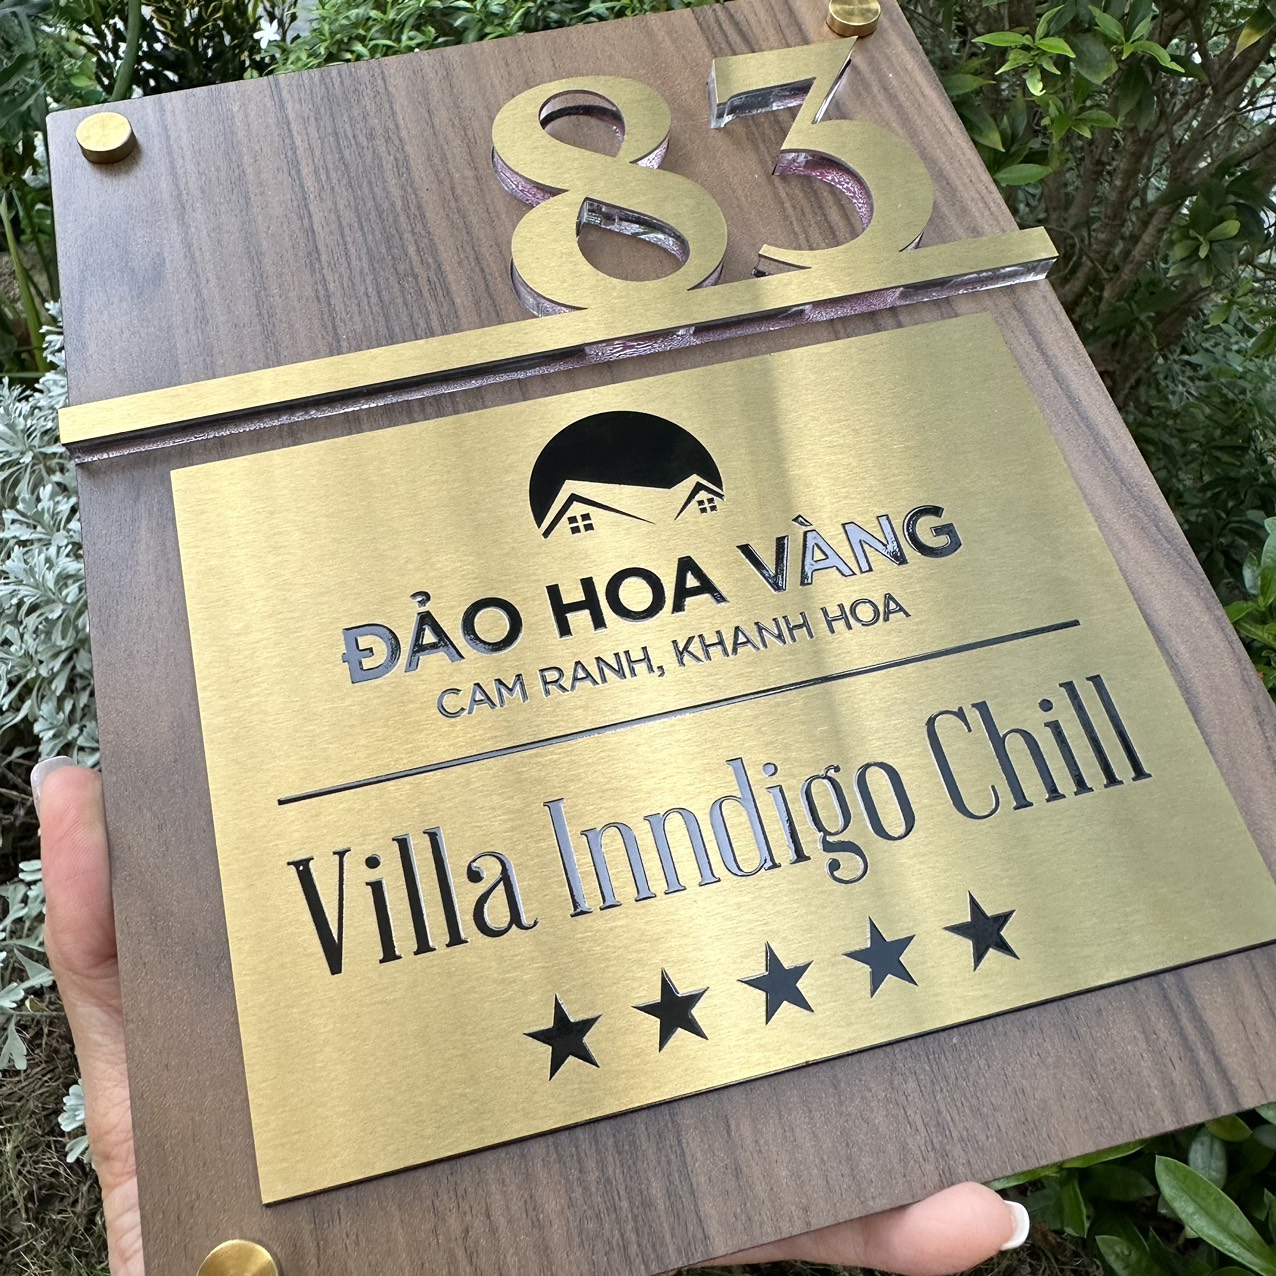 83
ĐẢO HOA VÀNG
CAM RANH, KHANH HOA
Villa Inndigo Chill